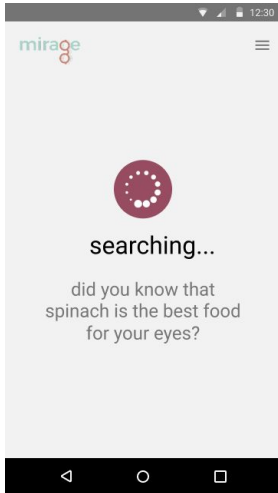 12:30
mirage
searching...
did you know that
spinach is the best food
for your eyes?